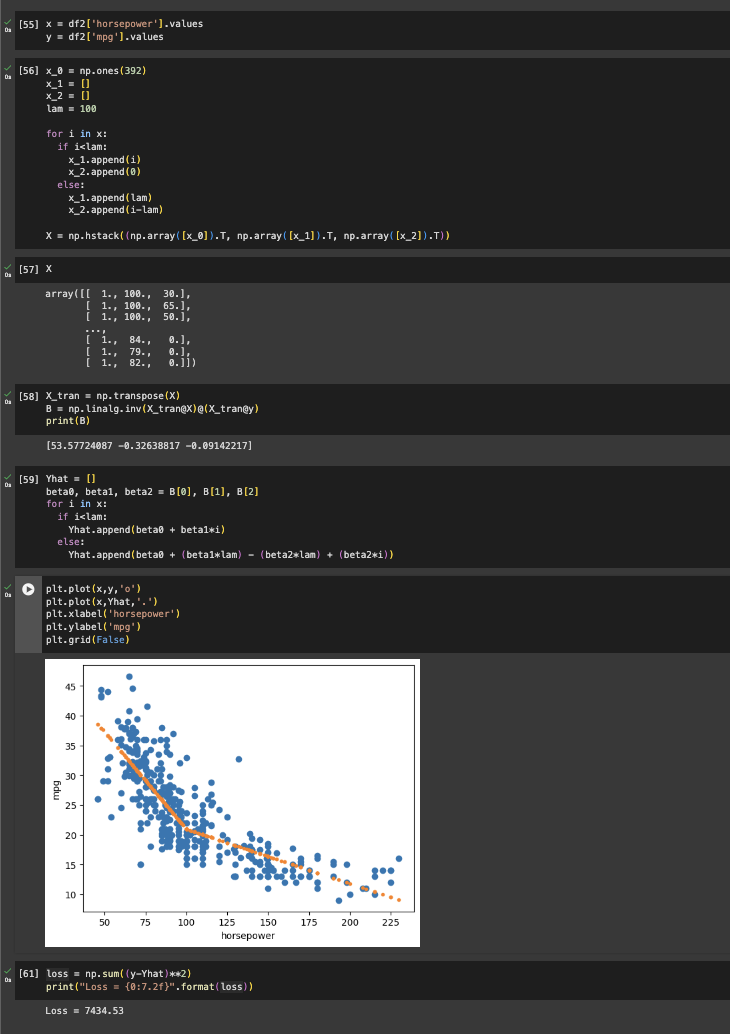 [55] x = df2['horsepower'].values
y = df2['mpg'].values
0s
[56] x_0 = np.ones(392)
0s
x_1 = []
x_2 = []
lam = 100
for i in x:
if i<lam:
x_1.append(i)
x_2.append(0)
else:
x_1.append(lam)
x_2.append(i-lam)
X = np.hstack((np.array([x_0]).T, np.array([x_1]).T, np.array([x_2]).T))
[57] X
0s
array([[ 1., 100., 30.],
[ 1., 100., 65.],
[ 1., 100., 50.],
...,
[ 1., 84., 0.],
[ 1., 79., 0.],
[ 1., 82., 0.]])
[58] X_tran = np.transpose(X)
0s
B = np.linalg.inv(X_tran@X)@(X_tran@y)
print(B)
[53.57724087 -0.32638817 -0.09142217]
[59] Yhat = []
0s
beta0, beta1, beta2 = B[0], B[1], B[2]
for i in x:
if i<lam:
Yhat.append(beta0 + beta1*i)
else:
Yhat.append(beta0 + (beta1*lam) - (beta2*lam) + (beta2*i))
plt.plot(x,y,'o')
0s
plt.plot(x,Yhat,'.')
plt.xlabel('horsepower')
plt.ylabel('mpg')
plt.grid(False)
45
40
35
30
25
20
15
10
mpg
50 75 100 125 150 175 200 225
horsepower
[61] loss = np.sum((y-Yhat)**2)
0s
print("Loss = {0:7.2f}".format(loss))
Loss = 7434.53